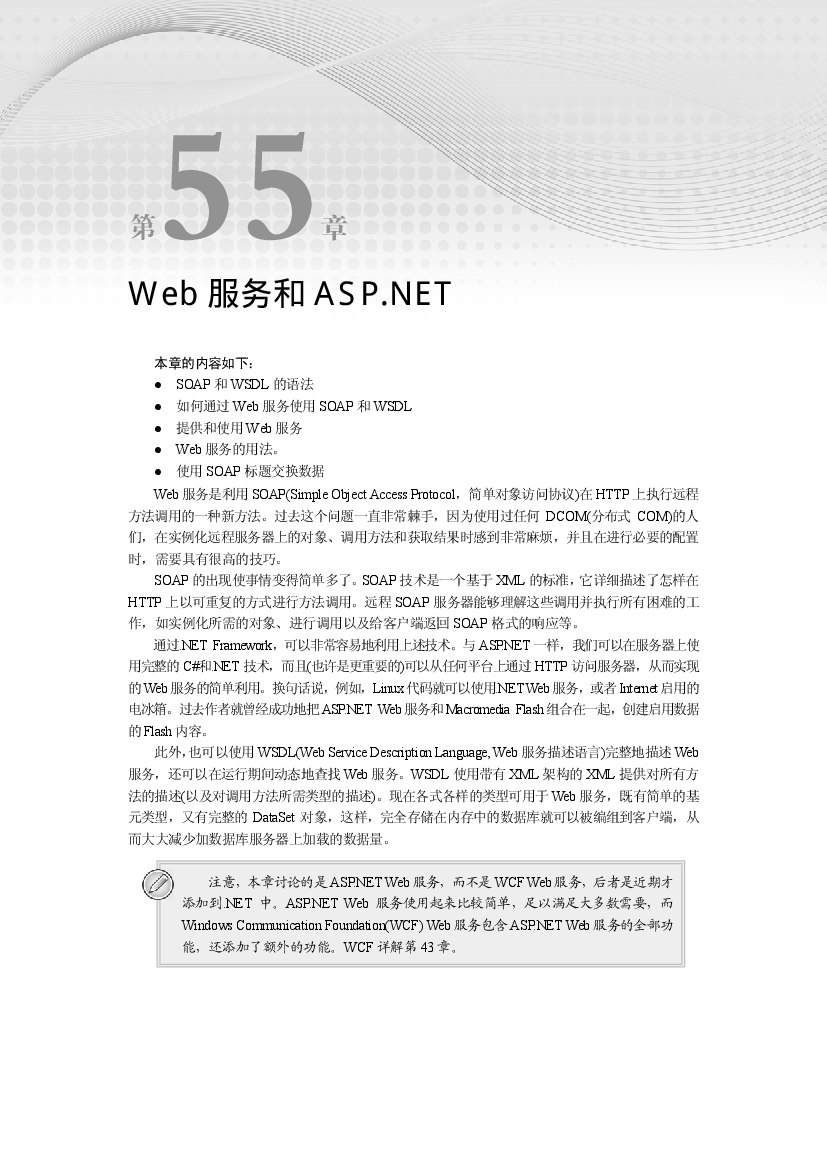 第55章
Web 服务和 ASP.NET
本章的内容如下：
● SOAP 和 WSDL 的语法
● 如何通过 Web 服务使用 SOAP 和 WSDL
● 提供和使用 Web 服务
● Web 服务的用法。
● 使用 SOAP 标题交换数据
Web 服务是利用 SOAP(Simple Object Access Protocol，简单对象访问协议)在 HTTP 上执行远程
方法调用的一种新方法。过去这个问题一直非常棘手，因为使用过任何 DCOM(分布式 COM)的人
们，在实例化远程服务器上的对象、调用方法和获取结果时感到非常麻烦，并且在进行必要的配置
时，需要具有很高的技巧。
SOAP 的出现使事情变得简单多了。SOAP 技术是一个基于 XML 的标准，它详细描述了怎样在
HTTP 上以可重复的方式进行方法调用。远程 SOAP 服务器能够理解这些调用并执行所有困难的工
作，如实例化所需的对象、进行调用以及给客户端返回 SOAP 格式的响应等。
通过.NET Framework，可以非常容易地利用上述技术。与 ASP.NET 一样，我们可以在服务器上使
用完整的 C#和.NET 技术，而且(也许是更重要的)可以从任何平台上通过 HTTP 访问服务器，从而实现
的 Web 服务的简单利用。换句话说，例如，Linux 代码就可以使用.NET Web 服务，或者 Internet 启用的
电冰箱。过去作者就曾经成功地把 ASP.NET Web 服务和 Macromedia Flash 组合在一起，创建启用数据
的 Flash 内容。
此外，也可以使用 WSDL(Web Service Description Language, Web 服务描述语言)完整地描述 Web
服务，还可以在运行期间动态地查找 Web 服务。WSDL 使用带有 XML 架构的 XML 提供对所有方
法的描述(以及对调用方法所需类型的描述)。现在各式各样的类型可用于 Web 服务，既有简单的基
元类型，又有完整的 DataSet 对象，这样，完全存储在内存中的数据库就可以被编组到客户端，从
而大大减少加数据库服务器上加载的数据量。
注意，本章讨论的是 ASP.NET Web 服务，而不是 WCF Web 服务，后者是近期才
添加到.NET 中。ASP.NET Web 服务使用起来比较简单，足以满足大多数需要，而
Windows Communication Foundation(WCF) Web 服务包含 ASP.NET Web 服务的全部功
能，还添加了额外的功能。WCF 详解第 43 章。